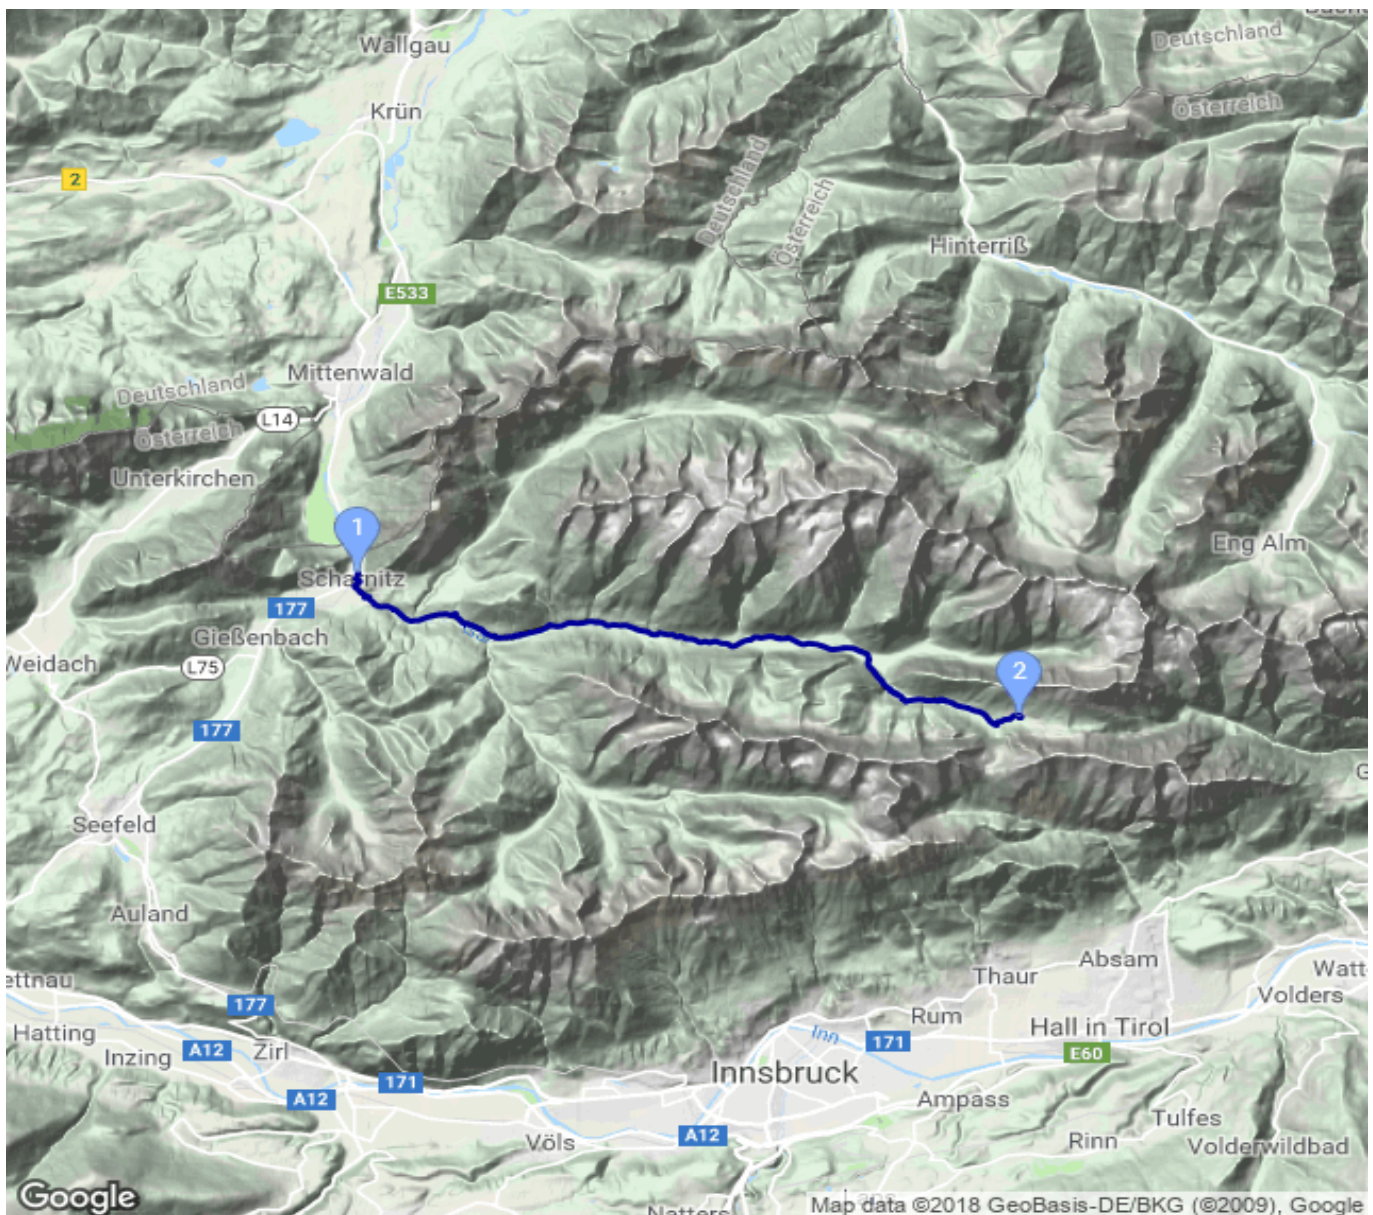 Wallgau
Deutschland
Krün
Österreich
2
Deutschland
Österreich
Hinterriß
E533
Mittenwald
Deutschland
L14
Österreich
Unterkirchen
1
Eng Alm
Scharnitz
177
Gießenbach
Weidach
L75
2
177
Seefeld
Auland
Absam
Thaur
177
Volders
Rum
Hatting
Inn
Hall in Tirol
Inzing
A12
Zirl
171
E60
Innsbruck
171
A12
Ampass
Tulfes
Völs
A12
Rinn
Volderwildbad
Google
Map data ©2018 GeoBasis-DE/BKG (©2009), Google